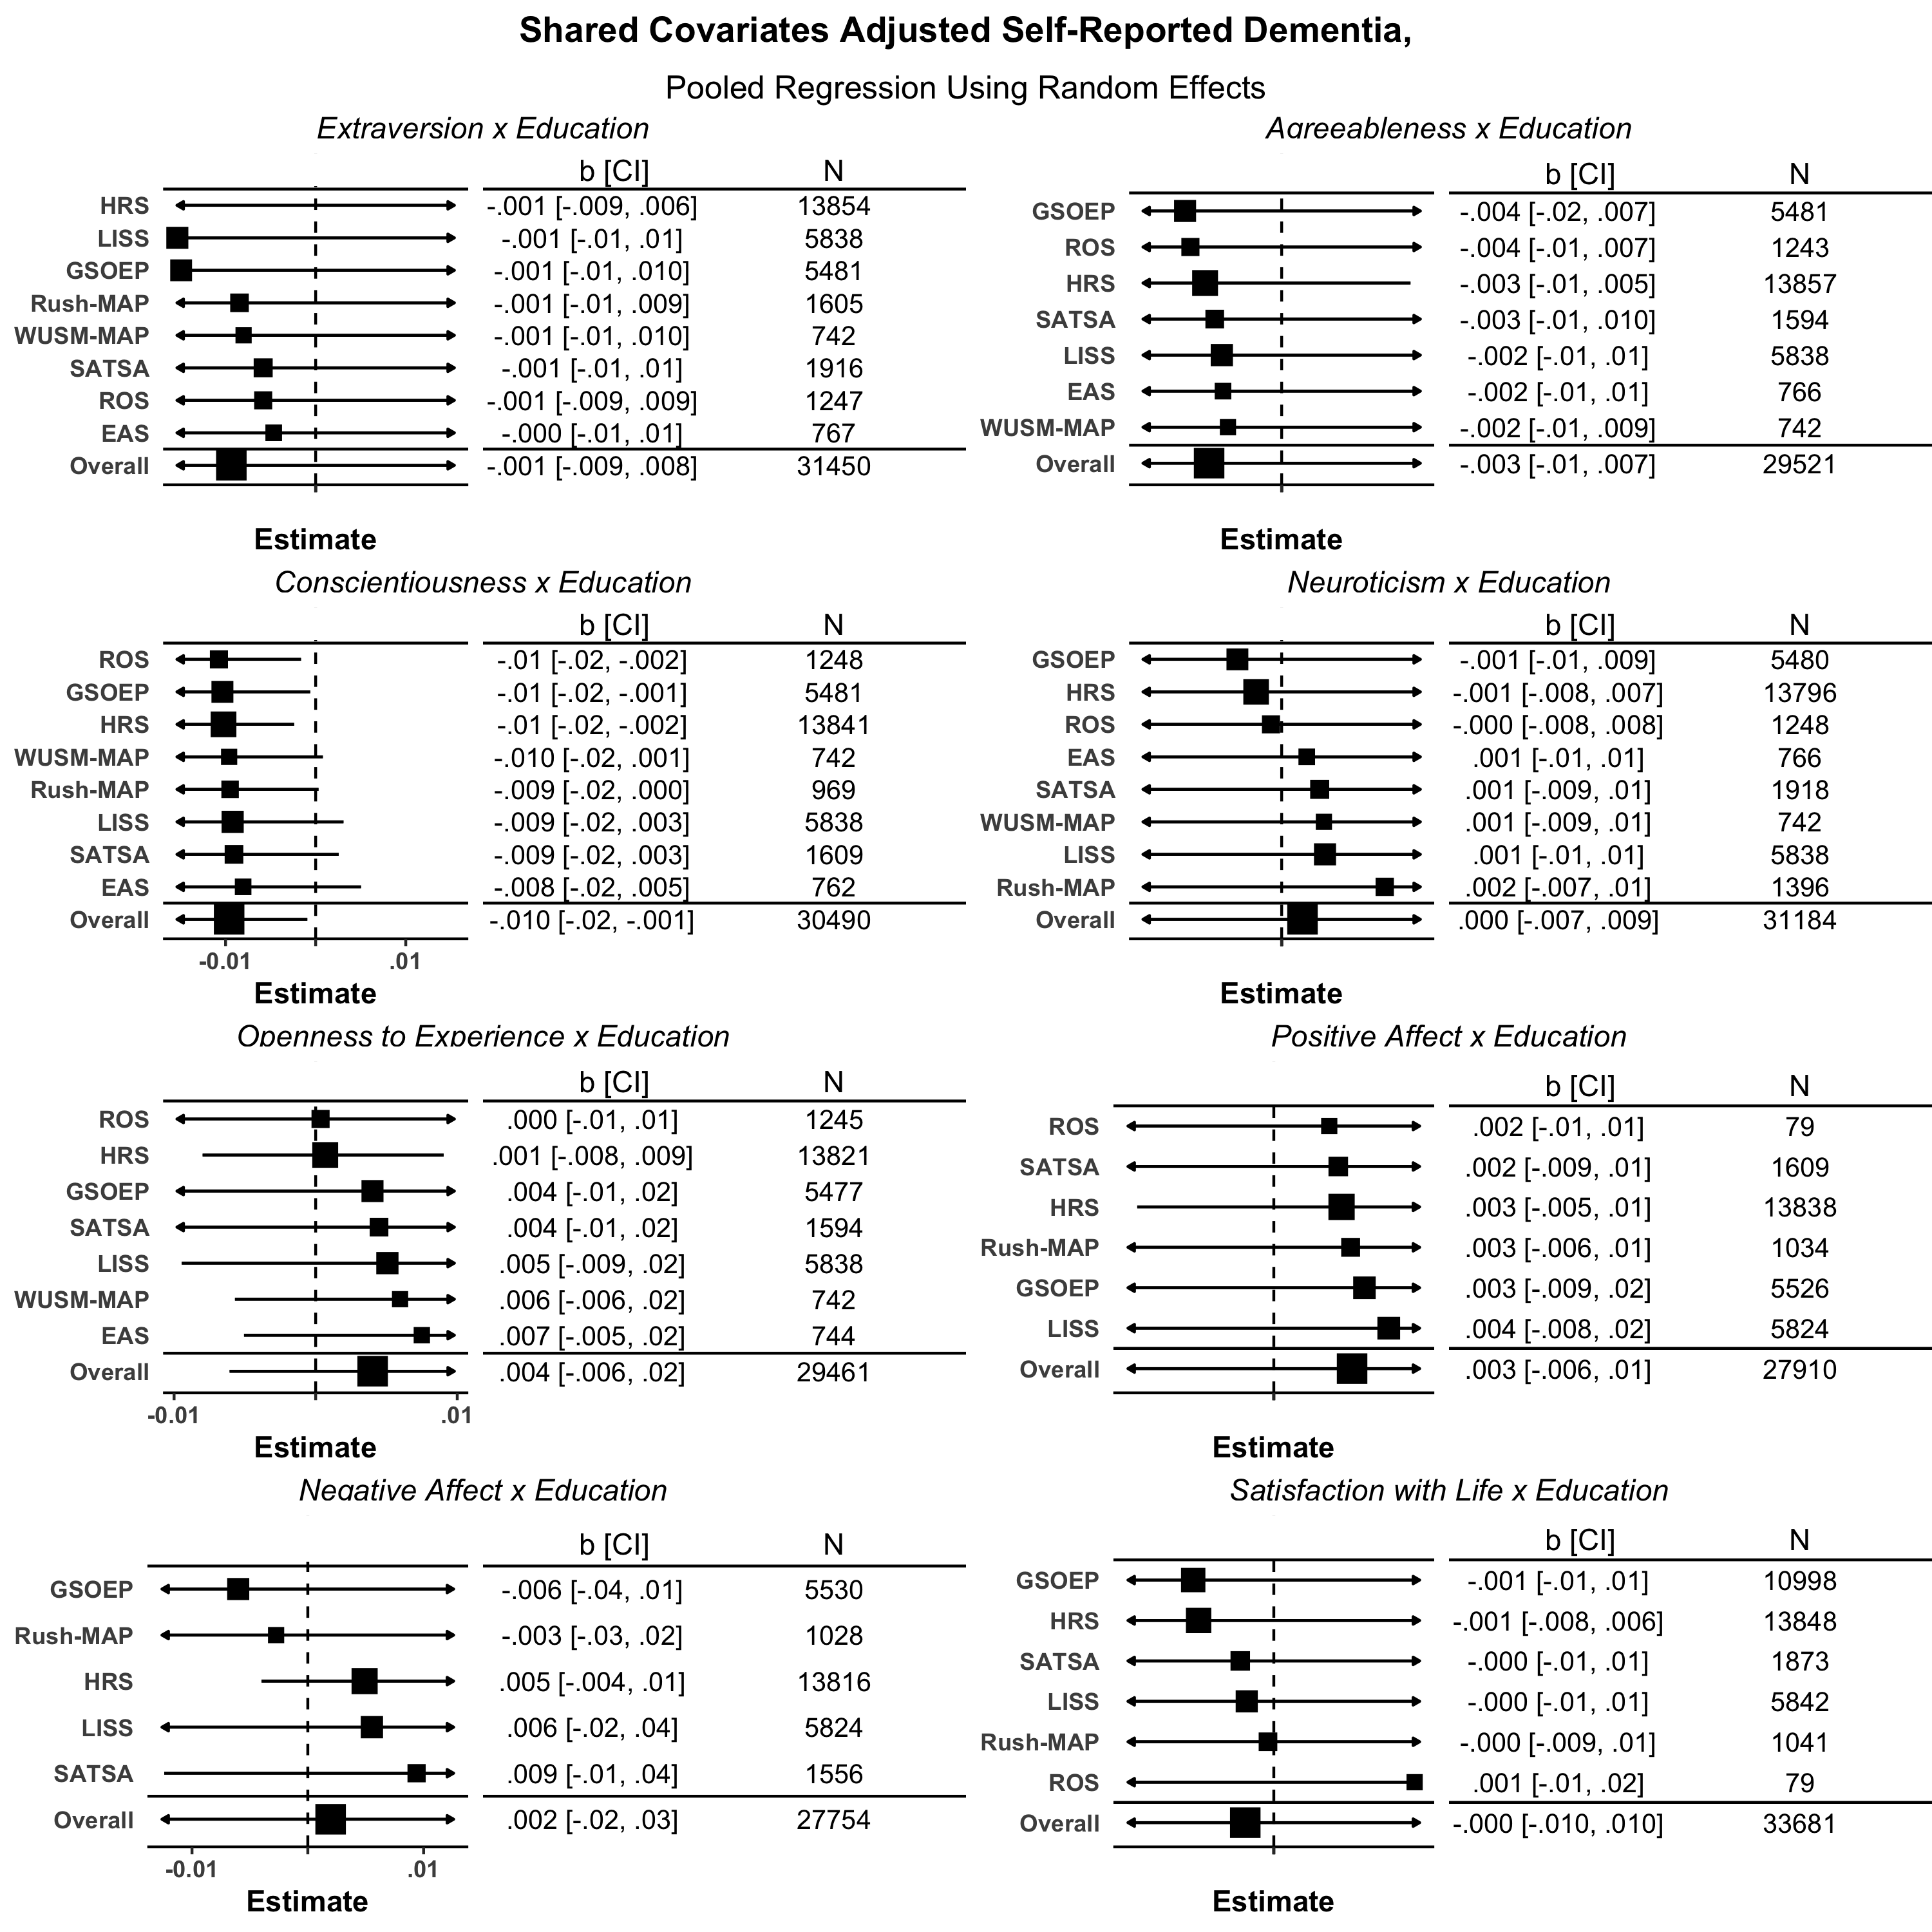 Shared Covariates Adjusted Self-Reported Dementia,
Pooled Regression Using Random Effects
Extraversion x Education
b [CI] N
HRS -.001 [-.009, .006] 13854
LISS -.001 [-.01, .01] 5838
GSOEP -.001 [-.01, .010] 5481
Rush-MAP -.001 [-.01, .009] 1605
WUSM-MAP -.001 [-.01, .010] 742
SATSA -.001 [-.01, .01] 1916
ROS -.001 [-.009, .009] 1247
EAS -.000 [-.01, .01] 767
Overall -.001 [-.009, .008] 31450
Estimate
Agreeableness x Education
b [CI] N
GSOEP -.004 [-.02, .007] 5481
ROS -.004 [-.01, .007] 1243
HRS -.003 [-.01, .005] 13857
SATSA -.003 [-.01, .010] 1594
LISS -.002 [-.01, .01] 5838
EAS -.002 [-.01, .01] 766
WUSM-MAP -.002 [-.01, .009] 742
Overall -.003 [-.01, .007] 29521
Estimate
Conscientiousness x Education
b [CI] N
ROS -.01 [-.02, -.002] 1248
GSOEP -.01 [-.02, -.001] 5481
HRS -.01 [-.02, -.002] 13841
WUSM-MAP -.010 [-.02, .001] 742
Rush-MAP -.009 [-.02, .000] 969
LISS -.009 [-.02, .003] 5838
SATSA -.009 [-.02, .003] 1609
EAS -.008 [-.02, .005] 762
Overall -.010 [-.02, -.001] 30490
-0.01 .01
Estimate
Neuroticism x Education
b [CI] N
GSOEP -.001 [-.01, .009] 5480
HRS -.001 [-.008, .007] 13796
ROS -.000 [-.008, .008] 1248
EAS .001 [-.01, .01] 766
SATSA .001 [-.009, .01] 1918
WUSM-MAP .001 [-.009, .01] 742
LISS .001 [-.01, .01] 5838
Rush-MAP .002 [-.007, .01] 1396
Overall .000 [-.007, .009] 31184
Estimate
Openness to Experience x Education
b [CI] N
ROS .000 [-.01, .01] 1245
HRS .001 [-.008, .009] 13821
GSOEP .004 [-.01, .02] 5477
SATSA .004 [-.01, .02] 1594
LISS .005 [-.009, .02] 5838
WUSM-MAP .006 [-.006, .02] 742
EAS .007 [-.005, .02] 744
Overall .004 [-.006, .02] 29461
-0.01 .01
Estimate
Positive Affect x Education
b [CI] N
ROS .002 [-.01, .01] 79
SATSA .002 [-.009, .01] 1609
HRS .003 [-.005, .01] 13838
Rush-MAP .003 [-.006, .01] 1034
GSOEP .003 [-.009, .02] 5526
LISS .004 [-.008, .02] 5824
Overall .003 [-.006, .01] 27910
Estimate
Negative Affect x Education
b [CI] N
GSOEP -.006 [-.04, .01] 5530
Rush-MAP -.003 [-.03, .02] 1028
HRS .005 [-.004, .01] 13816
LISS .006 [-.02, .04] 5824
SATSA .009 [-.01, .04] 1556
Overall .002 [-.02, .03] 27754
-0.01 .01
Estimate
Satisfaction with Life x Education
b [CI] N
GSOEP -.001 [-.01, .01] 10998
HRS -.001 [-.008, .006] 13848
SATSA -.000 [-.01, .01] 1873
LISS -.000 [-.01, .01] 5842
Rush-MAP -.000 [-.009, .01] 1041
ROS .001 [-.01, .02] 79
Overall -.000 [-.010, .010] 33681
Estimate